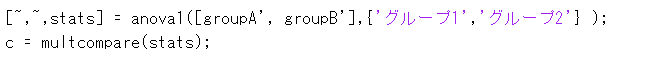 [~,~,stats] = anova1([groupA', groupB'],{'グループ1','グループ2'} );
c = multcompare(stats);